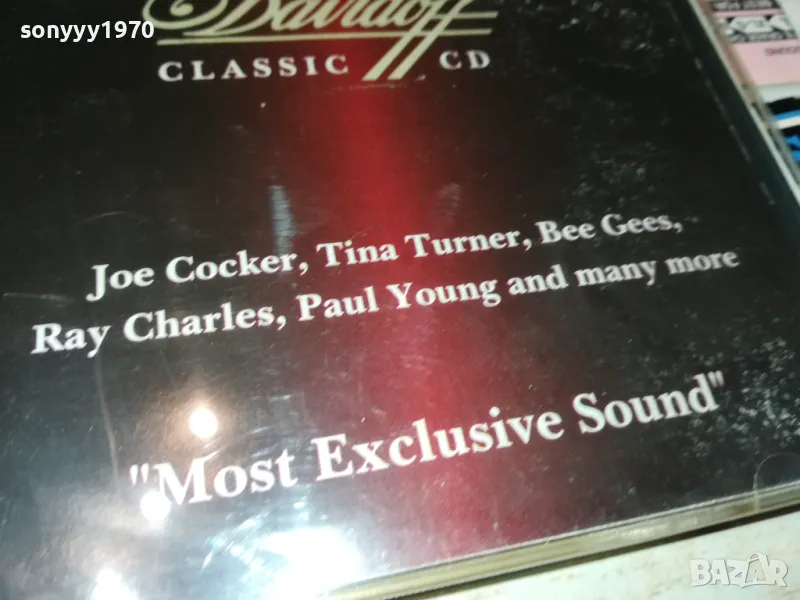 sonyyy1970
Davidoff
CLASSIC CD
Joe Cocker, Tina Turner, Bee Gees,
Ray Charles, Paul Young and many more
"Most Exclusive Sound"
BAZAR